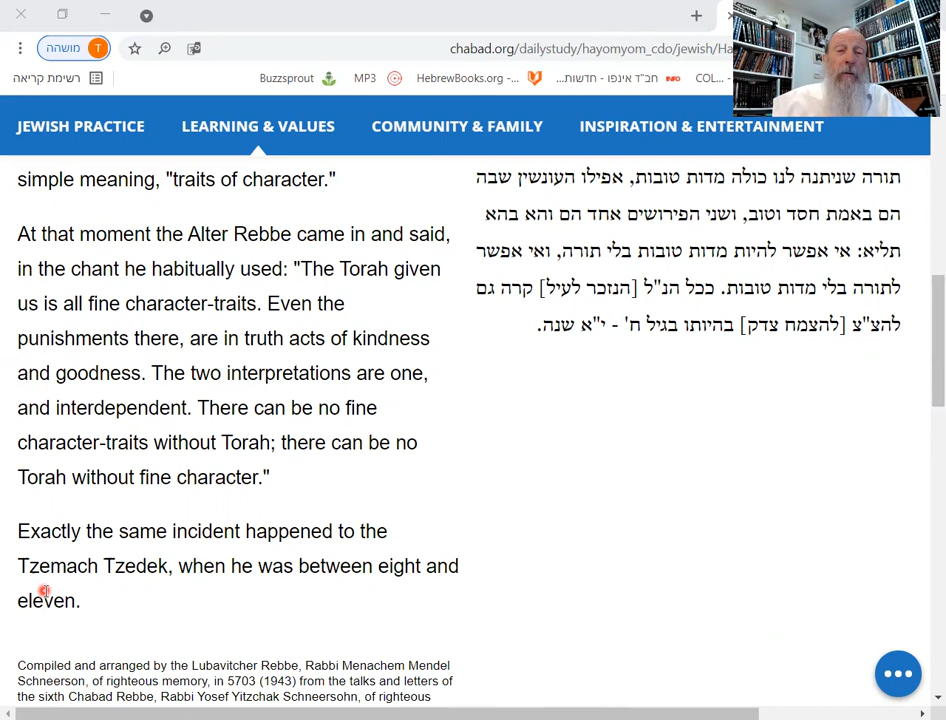 מושהה
T
chabad.org/dailystudy/hayomyom_cdo/jewish/Ha
רשימת קריאה
Buzzsprout
MP3
HebrewBooks.org -...
חב"ד אינפו - חדשות...
INFO
COL...
JEWISH PRACTICE
LEARNING & VALUES
COMMUNITY & FAMILY
INSPIRATION & ENTERTAINMENT
simple meaning, "traits of character."
At that moment the Alter Rebbe came in and said,
in the chant he habitually used: "The Torah given
us is all fine character-traits. Even the
punishments there, are in truth acts of kindness
and goodness. The two interpretations are one,
and interdependent. There can be no fine
character-traits without Torah; there can be no
Torah without fine character."
Exactly the same incident happened to the
Tzemach Tzedek, when he was between eight and
eleven.
תורה שניתנה לנו כולה מדות טובות, אפילו העונשין שבה
הם באמת חסד וטוב, ושני הפירושים אחד הם והא בהא
תליא: אי אפשר להיות מדות טובות בלי תורה, ואי אפשר
לתורה בלי מדות טובות. ככל הנ"ל [הנזכר לעיל] קרה גם
להצ"צ [להצמח צדק] בהיותו בגיל ח' - י"א שנה.
Compiled and arranged by the Lubavitcher Rebbe, Rabbi Menachem Mendel
Schneerson, of righteous memory, in 5703 (1943) from the talks and letters of
the sixth Chabad Rebbe, Rabbi Yosef Yitzchak Schneersohn, of righteous